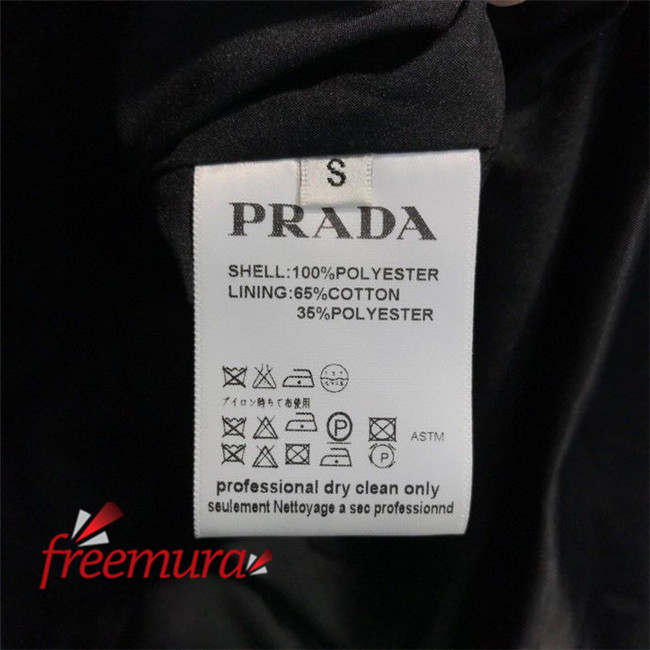 S
PRADA
SHELL:100%POLYESTER
LINING:65%COTTON
35%POLYESTER
ASTM
P
P
professional dry clean only
seulement Nettoyage a sec professionnd
freemura